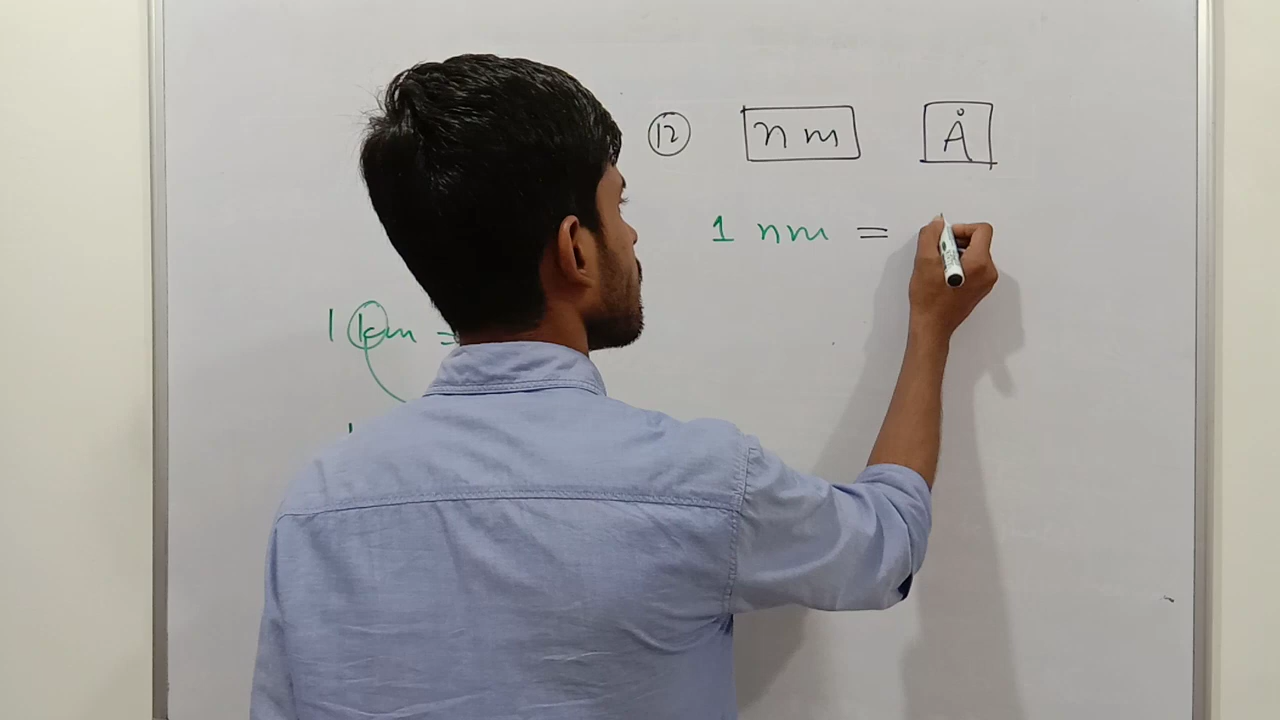 12 nm Å
1 nm =
1 km =